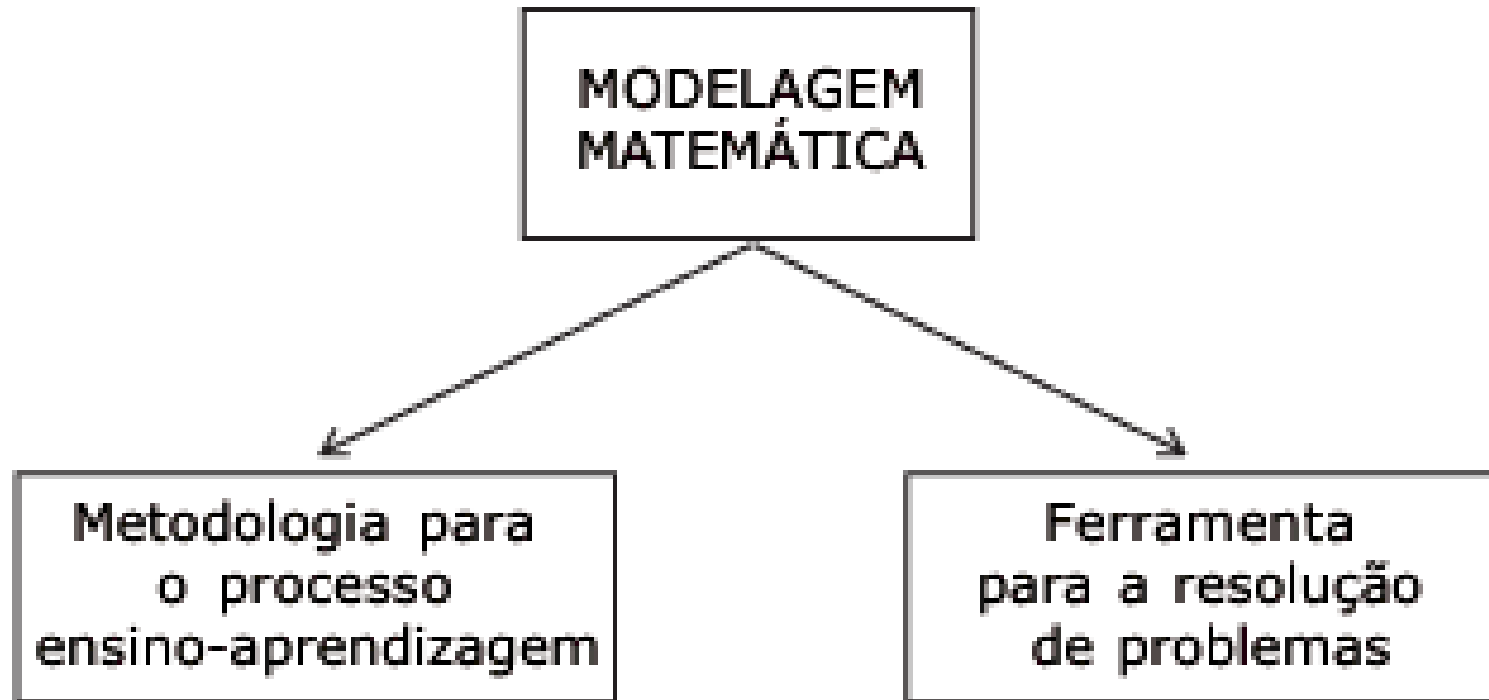 MODELAGEM
MATEMÁTICA
Metodologia para
o processo
ensino-aprendizagem
Ferramenta
para a resolução
de problemas